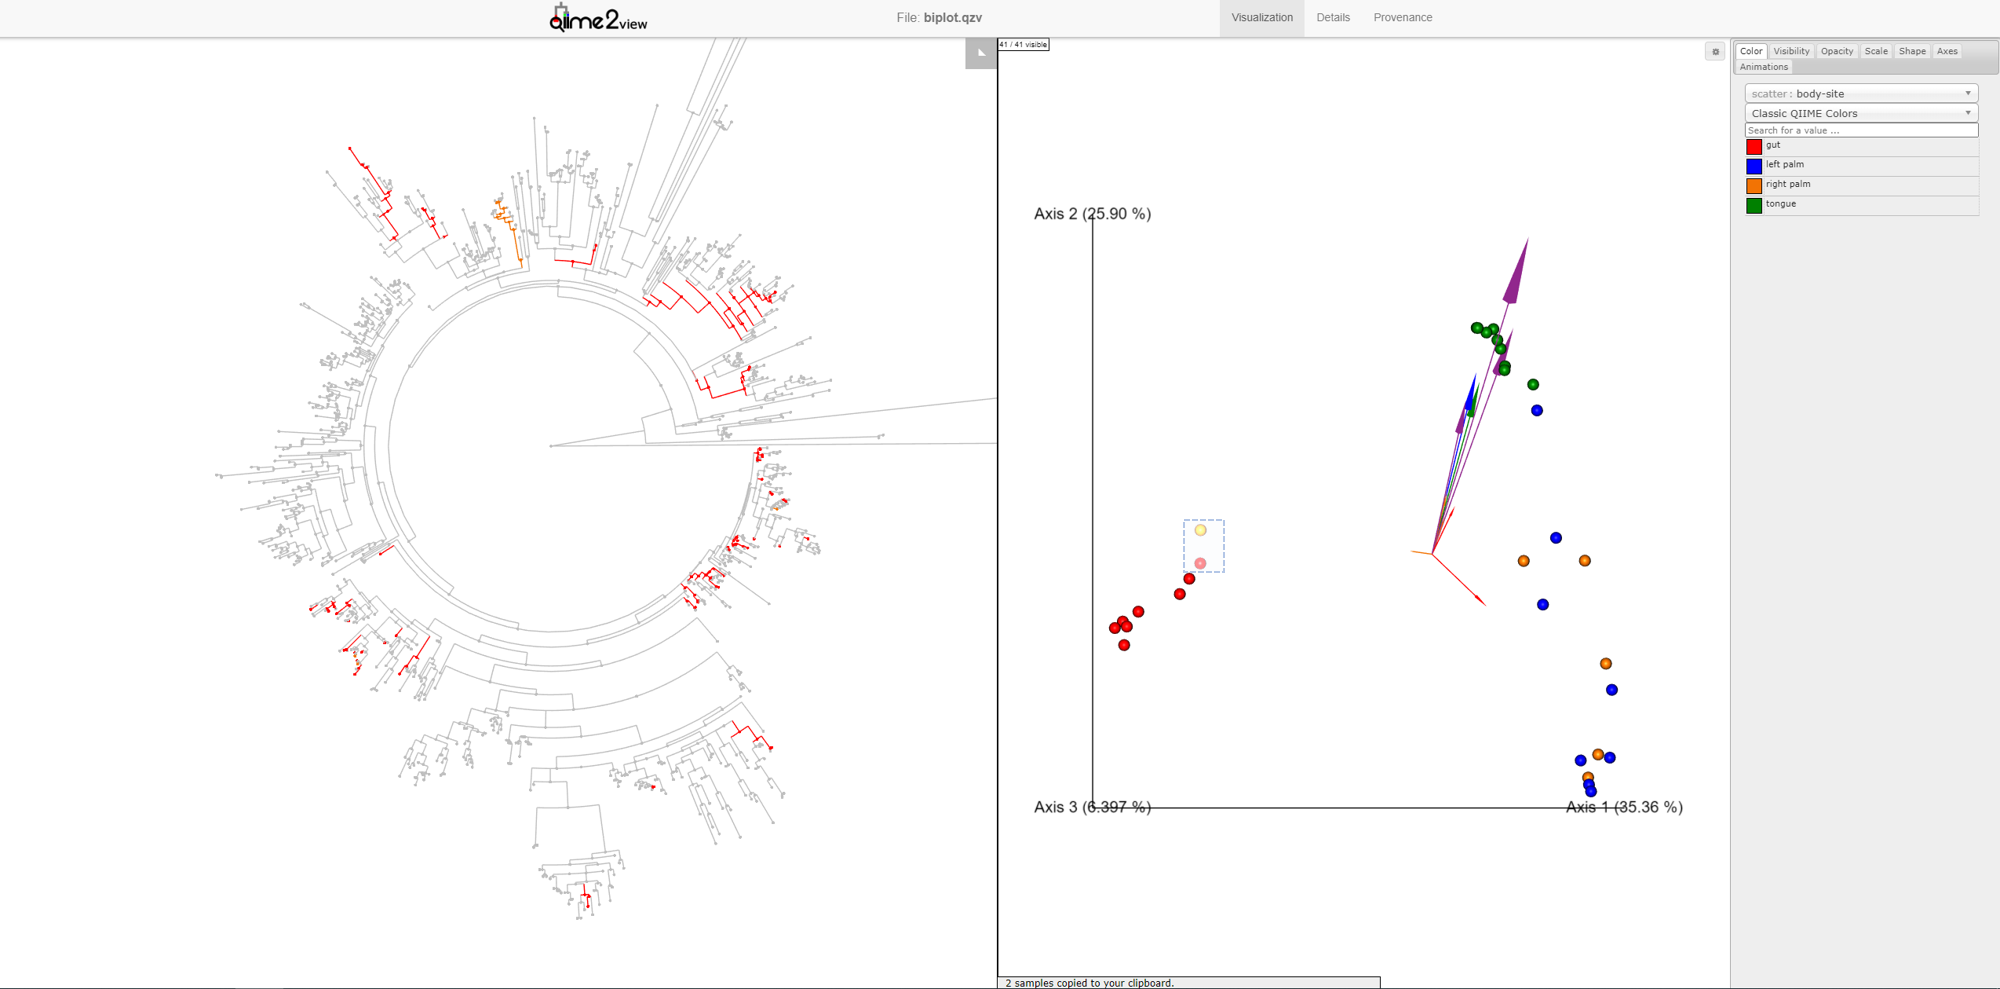 qiime2view
File: biplot.qzv
Visualization
Details
Provenance
41 / 41 visible
Color
Visibility
Opacity
Scale
Shape
Axes
Animations
scatter: body-site
Classic QIIME Colors
Search for a value ...
gut
left palm
right palm
tongue
Axis 2 (25.90 %)
Axis 3 (6.397 %)
Axis 1 (35.36 %)
2 samples copied to your clipboard.